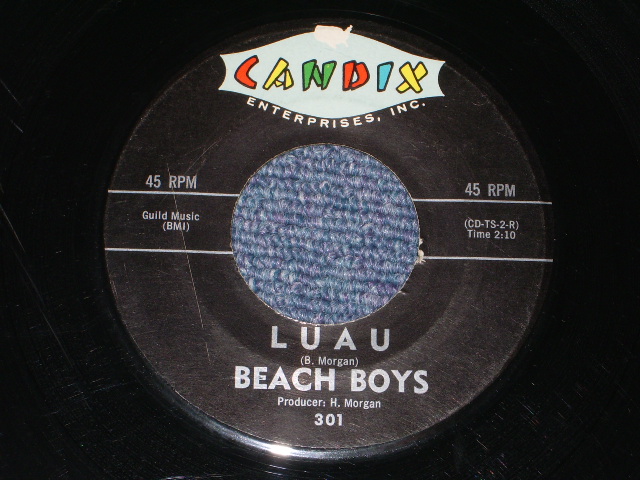 CANDIX
ENTERPRISES, INC.
45 RPM
45 RPM
Guild Music
(BMI)
(CD-TS-2-R)
Time 2:10
LUAU
(B. Morgan)
BEACH BOYS
Producer: H. Morgan
301